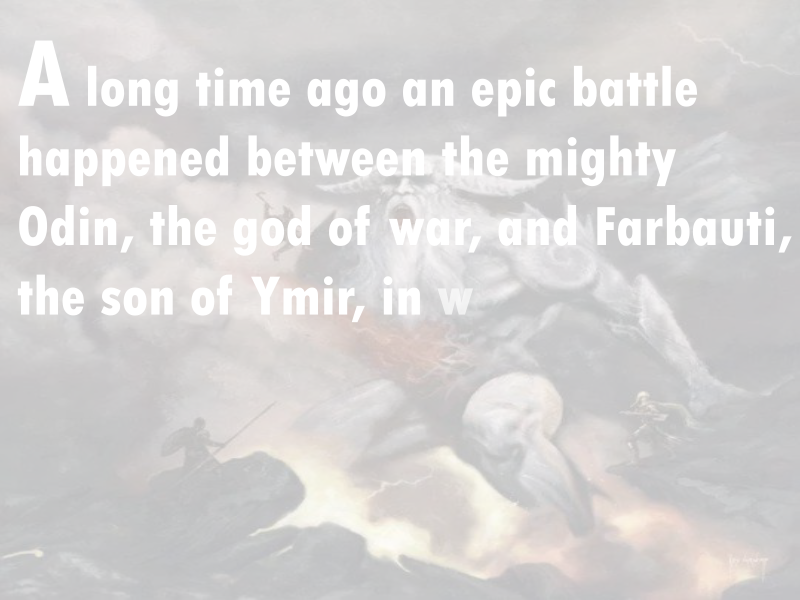 A long time ago an epic battle
happened between the mighty
Odin, the god of war, and Farbauti,
the son of Ymir, in w